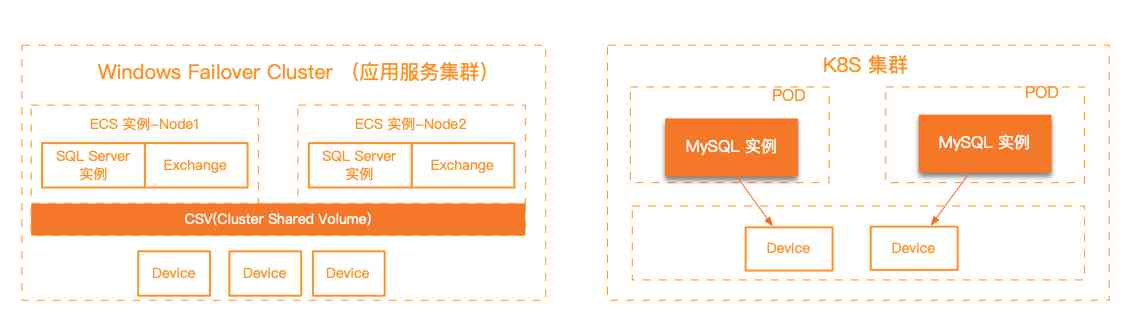 Windows Failover Cluster （应用服务集群）
ECS 实例-Node1
ECS 实例-Node2
SQL Server
实例
Exchange
SQL Server
实例
Exchange
CSV(Cluster Shared Volume)
Device
Device
Device
K8S 集群
POD
POD
MySQL 实例
MySQL 实例
Device
Device